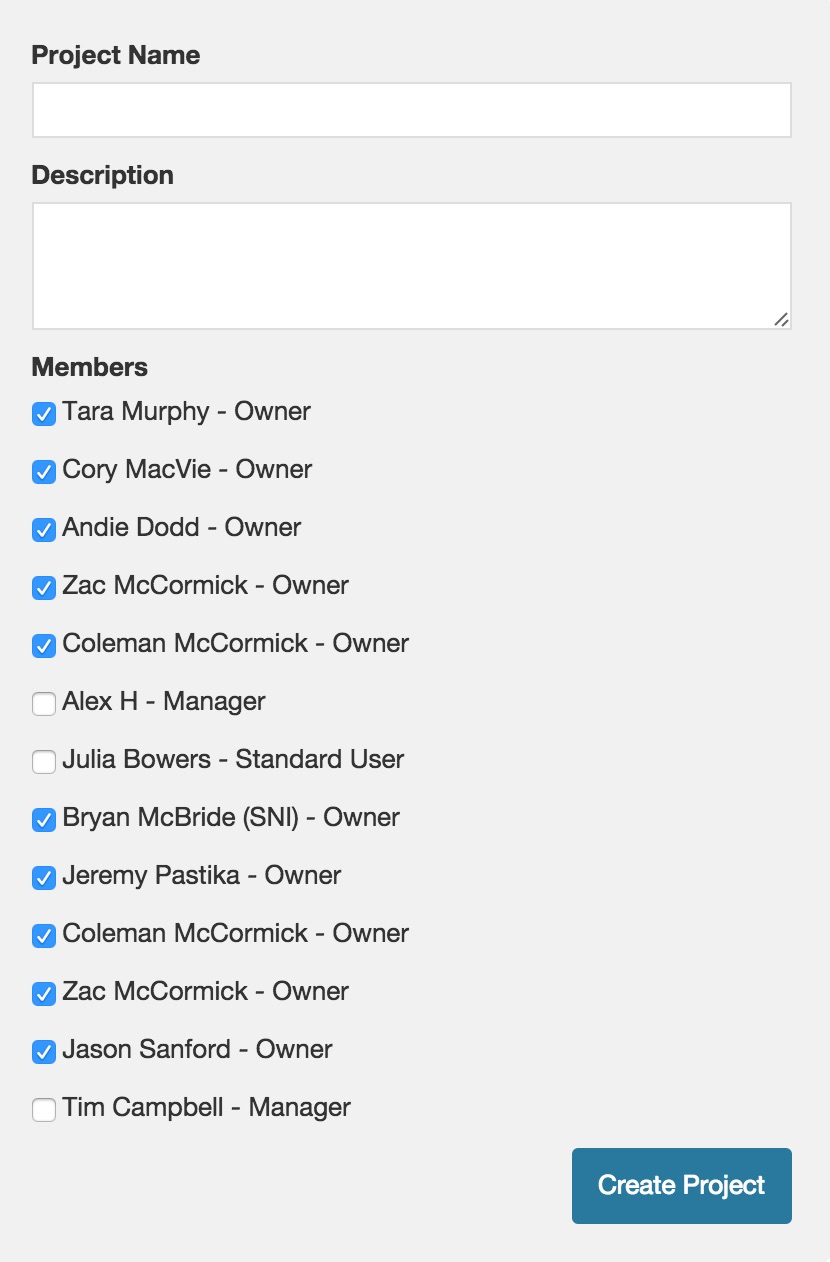 Project Name
Description
Members
Tara Murphy - Owner
Cory MacVie - Owner
Andie Dodd - Owner
Zac McCormick - Owner
Coleman McCormick - Owner
Alex H - Manager
Julia Bowers - Standard User
Bryan McBride (SNI) - Owner
Jeremy Pastika - Owner
Coleman McCormick - Owner
Zac McCormick - Owner
Jason Sanford - Owner
Tim Campbell - Manager
Create Project